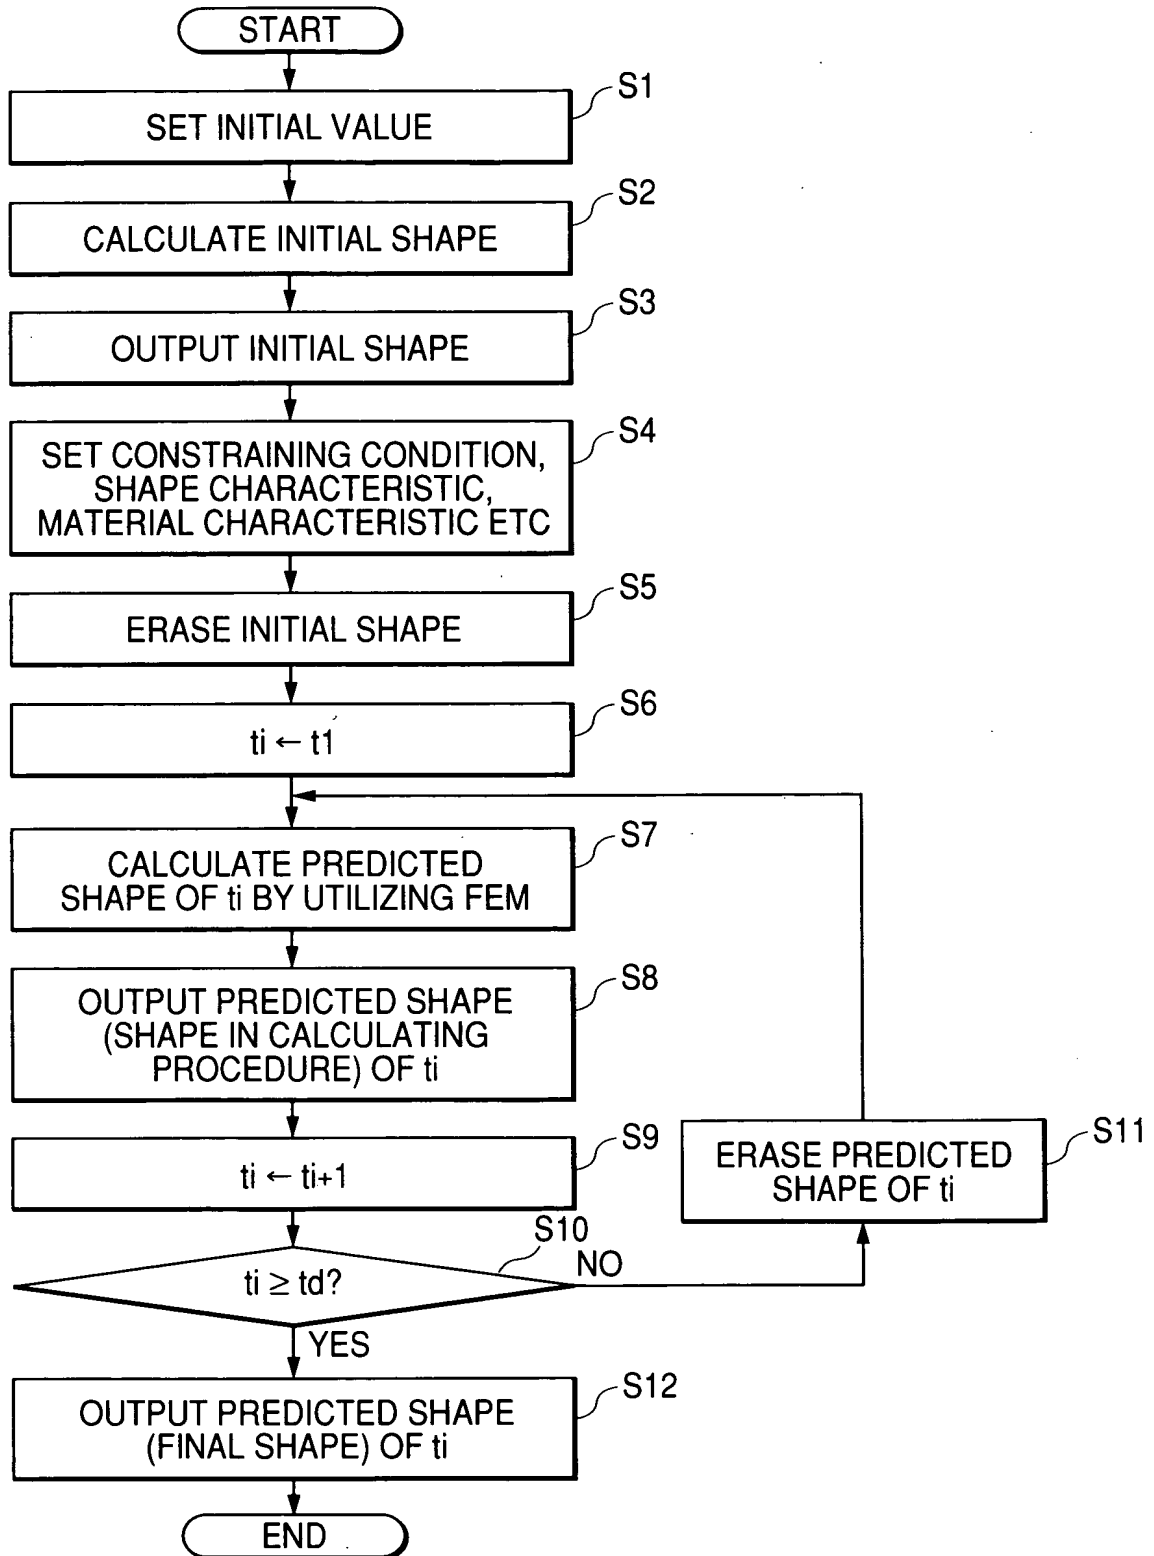 START
S1
SET INITIAL VALUE
S2
CALCULATE INITIAL SHAPE
S3
OUTPUT INITIAL SHAPE
S4
SET CONSTRAINING CONDITION,
SHAPE CHARACTERISTIC,
MATERIAL CHARACTERISTIC ETC
S5
ERASE INITIAL SHAPE
S6
ti ← t1
S7
CALCULATE PREDICTED
SHAPE OF ti BY UTILIZING FEM
S8
OUTPUT PREDICTED SHAPE
(SHAPE IN CALCULATING
PROCEDURE) OF ti
S9
ti ← ti+1
S11
ERASE PREDICTED
SHAPE OF ti
S10
ti ≥ td?
NO
YES
S12
OUTPUT PREDICTED SHAPE
(FINAL SHAPE) OF ti
END